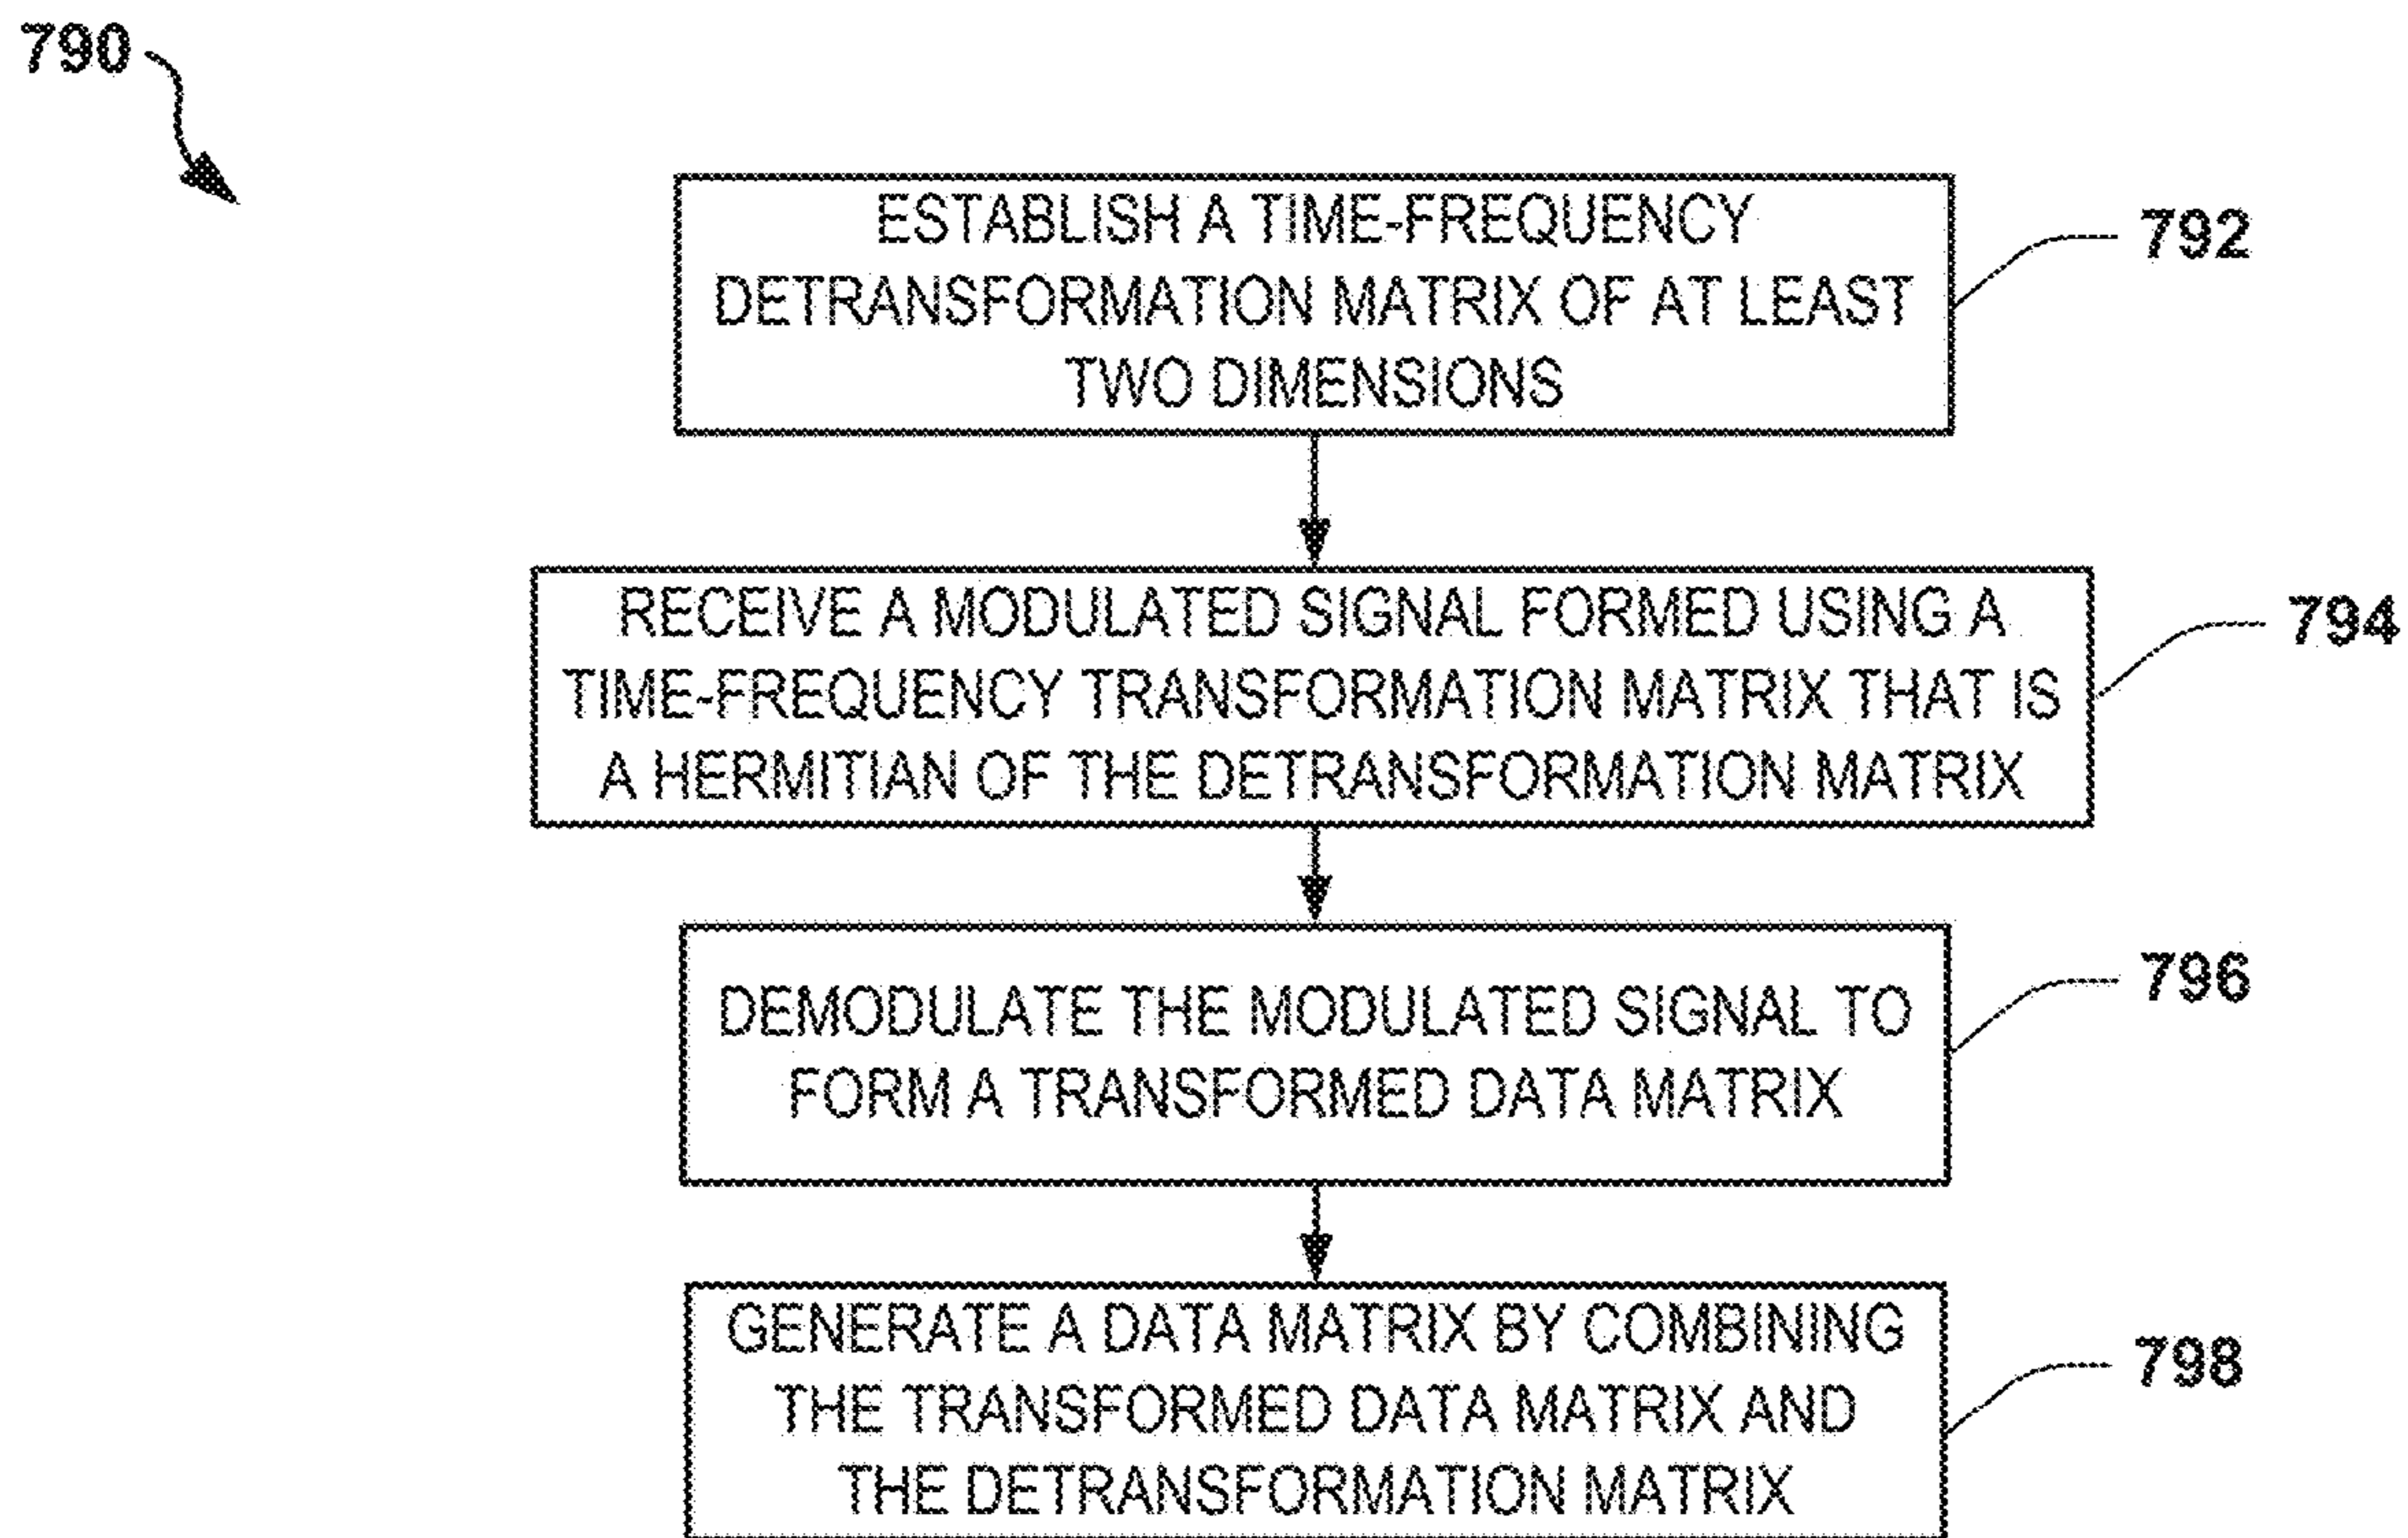 790
ESTABLISH A TIME-FREQUENCY
DETRANSFORMATION MATRIX OF AT LEAST
TWO DIMENSIONS
792
RECEIVE A MODULATED SIGNAL FORMED USING A
TIME-FREQUENCY TRANSFORMATION MATRIX THAT IS
A HERMITIAN OF THE DETRANSFORMATION MATRIX
794
DEMODULATE THE MODULATED SIGNAL TO
FORM A TRANSFORMED DATA MATRIX
796
GENERATE A DATA MATRIX BY COMBINING
THE TRANSFORMED DATA MATRIX AND
THE DETRANSFORMATION MATRIX
798